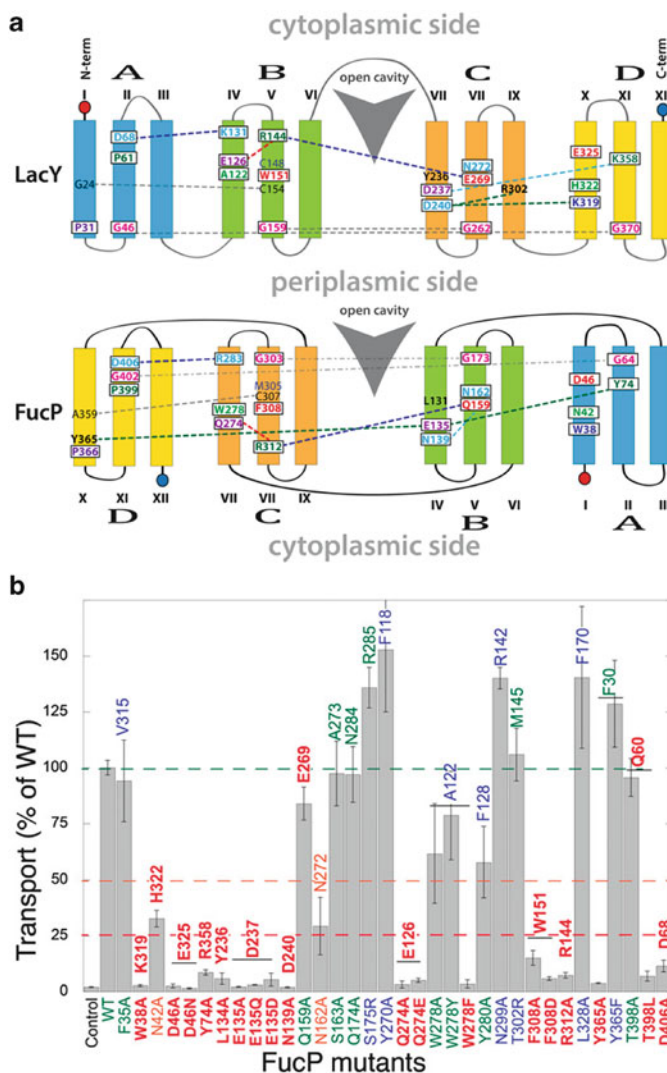 a
cytoplasmic side
N-term
C-term
A
B
C
D
I
II
III
IV
V
VI
open cavity
VII
VII
IX
X
XI
XI
LacY
D68
P61
G24
P31
G46
K131
E126
A122
R144
C148
W151
C154
G159
Y236
D237
D240
N272
E269
R302
G262
E325
H322
K319
K358
G370
periplasmic side
open cavity
FucP
D406
G402
P399
A359
Y365
P366
R283
G303
M305
C307
W278
F308
Q274
R312
G173
L131
N162
Q159
E135
N139
G64
D46
Y74
N42
W38
X
XI
XII
VII
VII
IX
IV
V
VI
I
II
II
D
C
B
A
cytoplasmic side
b
Transport (% of WT)
150
125
100
75
50
25
0
V315
K319
H322
E325
R358
Y236
D237
D240
E269
N272
A273
N284
R285
F118
E126
A122
F128
R142
M145
W151
R144
F170
F30
Q60
D68
Control
WT
F35A
W38A
N42A
D46A
D46N
Y74A
L134A
E135A
E135Q
E135D
N139A
Q159A
N162A
S163A
Q174A
S175R
Y270A
Q274A
Q274E
W278A
W278Y
W278F
Y280A
N299A
T302R
F308A
F308D
R312A
L328A
Y365A
Y365F
T398A
T398L
D406A
FucP mutants